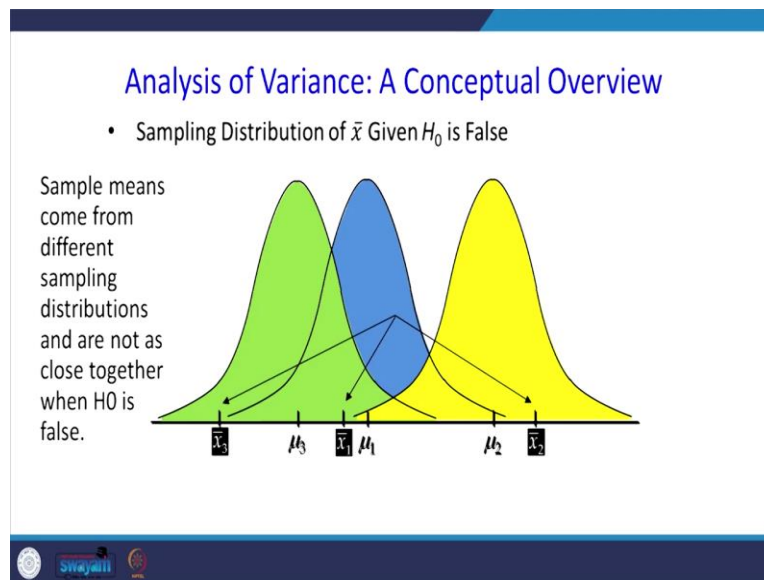 Analysis of Variance: A Conceptual Overview
• Sampling Distribution of x̄ Given H₀ is False
Sample means
come from
different
sampling
distributions
and are not as
close together
when H0 is
false.
x̄₃ μ₃ x̄₁ μ₁ μ₂ x̄₂
swayam